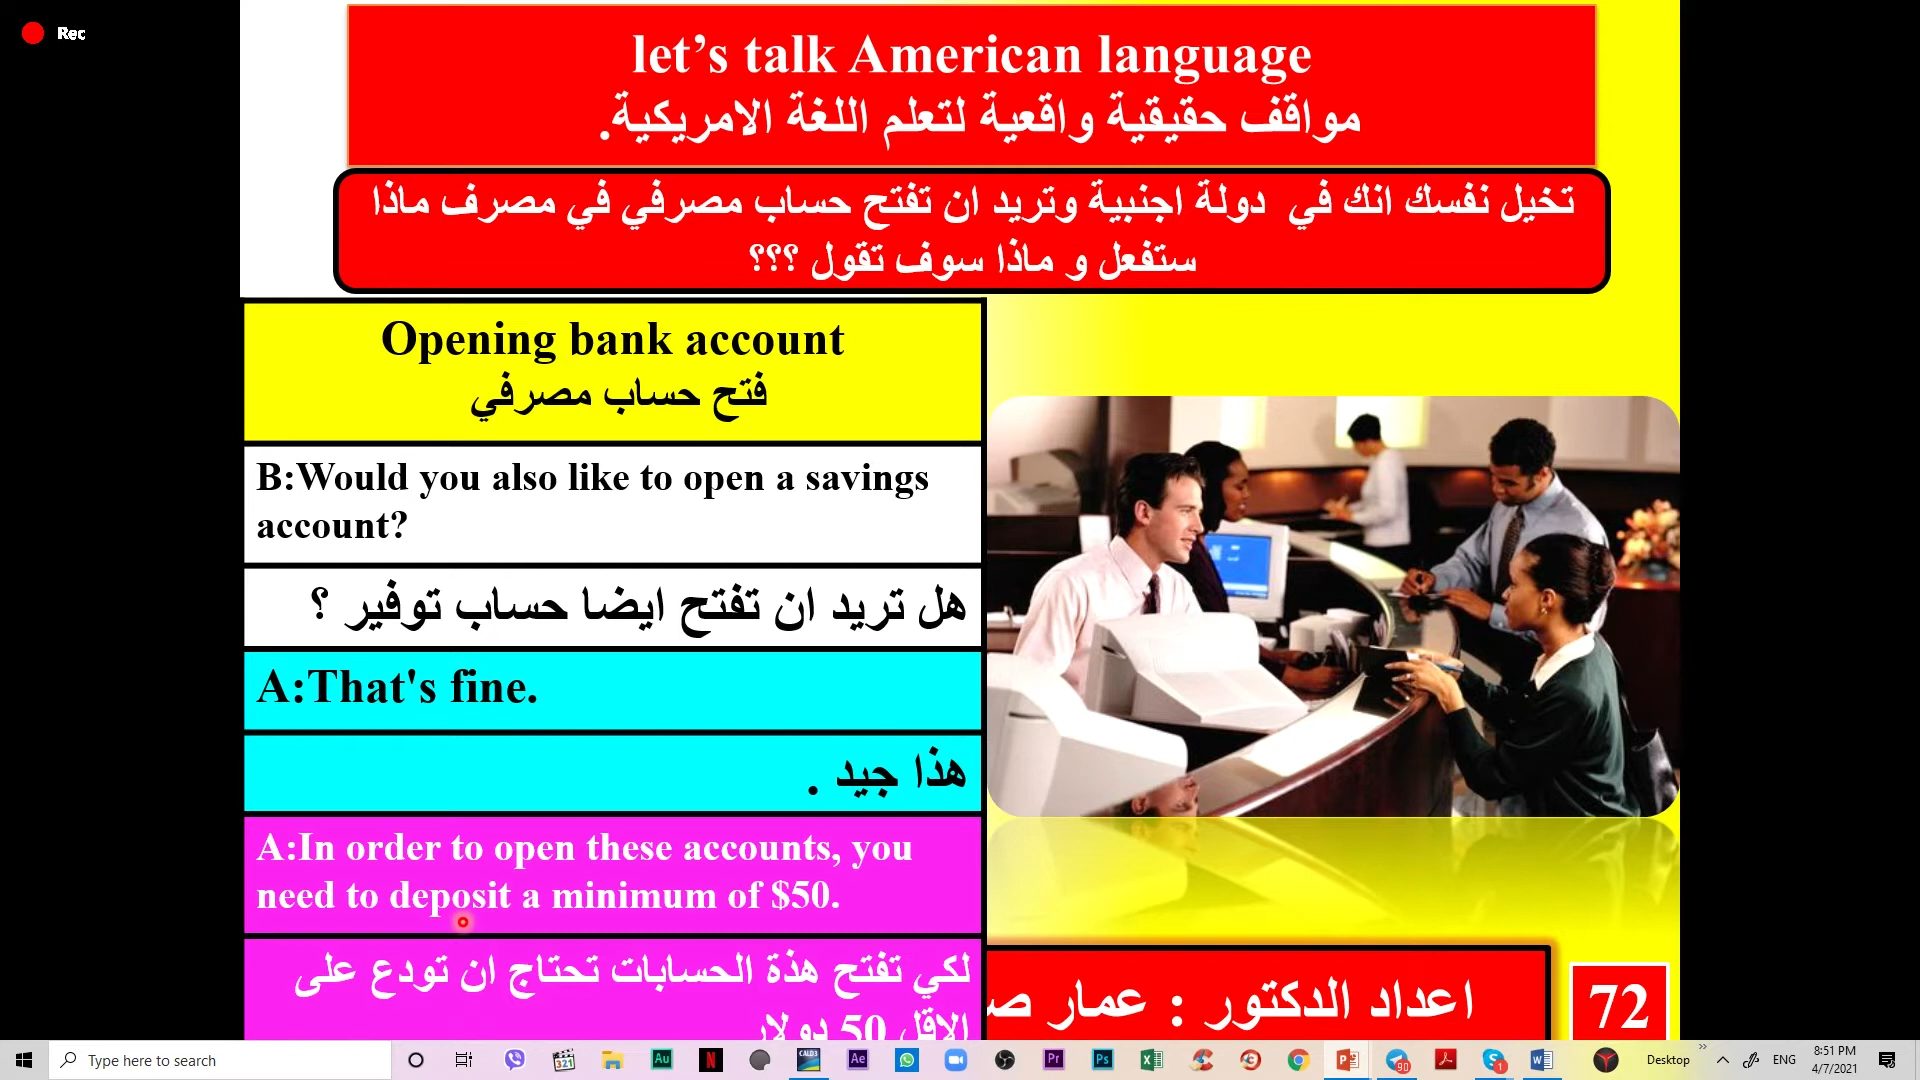 Rec
let’s talk American language
مواقف حقيقية واقعية لتعلم اللغة الامريكية.
تخيل نفسك انك في دولة اجنبية وتريد ان تفتح حساب مصرفي في مصرف ماذا
ستفعل و ماذا سوف تقول ؟؟؟
Opening bank account
فتح حساب مصرفي
B:Would you also like to open a savings
account?
هل تريد ان تفتح ايضا حساب توفير ؟
A:That's fine.
هذا جيد .
A:In order to open these accounts, you
need to deposit a minimum of $50.
لكي تفتح هذة الحسابات تحتاج ان تودع على
الاقل 50 دولار
اعداد الدكتور : عمار
72
Type here to search
Desktop
ENG
8:51 PM
4/7/2021